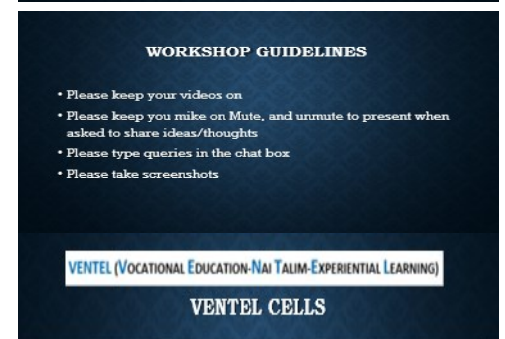 WORKSHOP GUIDELINES
• Please keep your videos on
• Please keep you mike on Mute, and unmute to present when
asked to share ideas/thoughts
• Please type queries in the chat box
• Please take screenshots
VENTEL (VOCATIONAL EDUCATION-NAI TALIM-EXPERIENTIAL LEARNING)
VENTEL CELLS